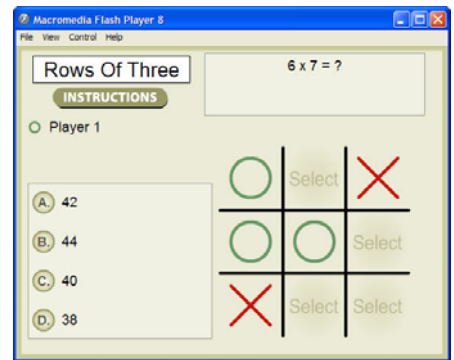 Macromedia Flash Player 8
File View Control Help
Rows Of Three
INSTRUCTIONS
6 x 7 = ?
Player 1
Select
A. 42
B. 44
Select
C. 40
D. 38
Select Select